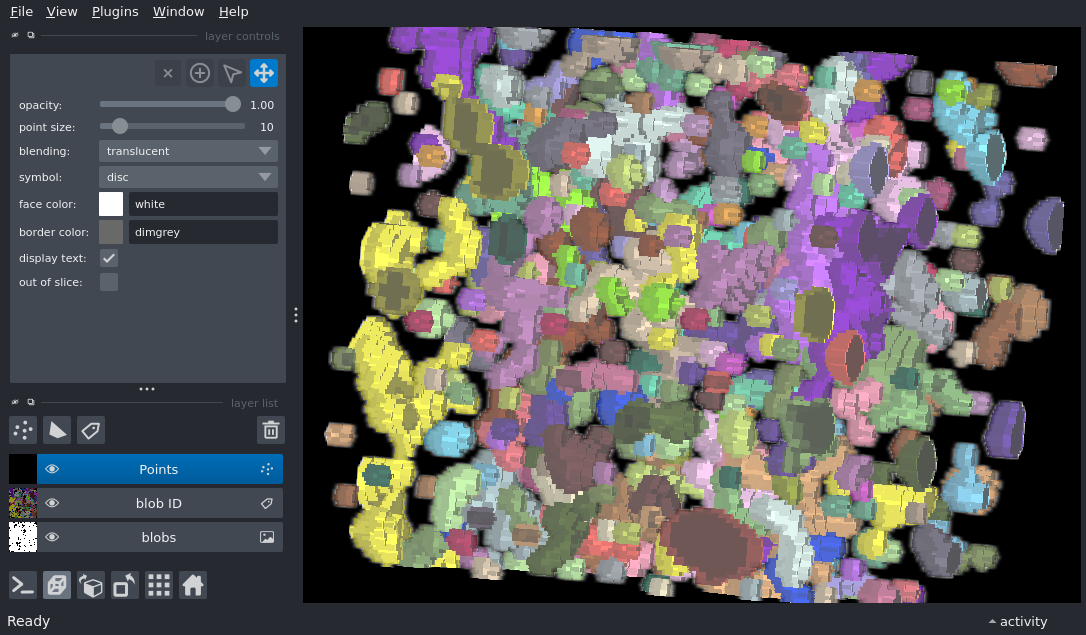 File View Plugins Window Help
layer controls
opacity: 1.00
point size: 10
blending: translucent
symbol: disc
face color: white
border color: dimgrey
display text:
out of slice:
layer list
Points
blob ID
blobs
Ready
activity